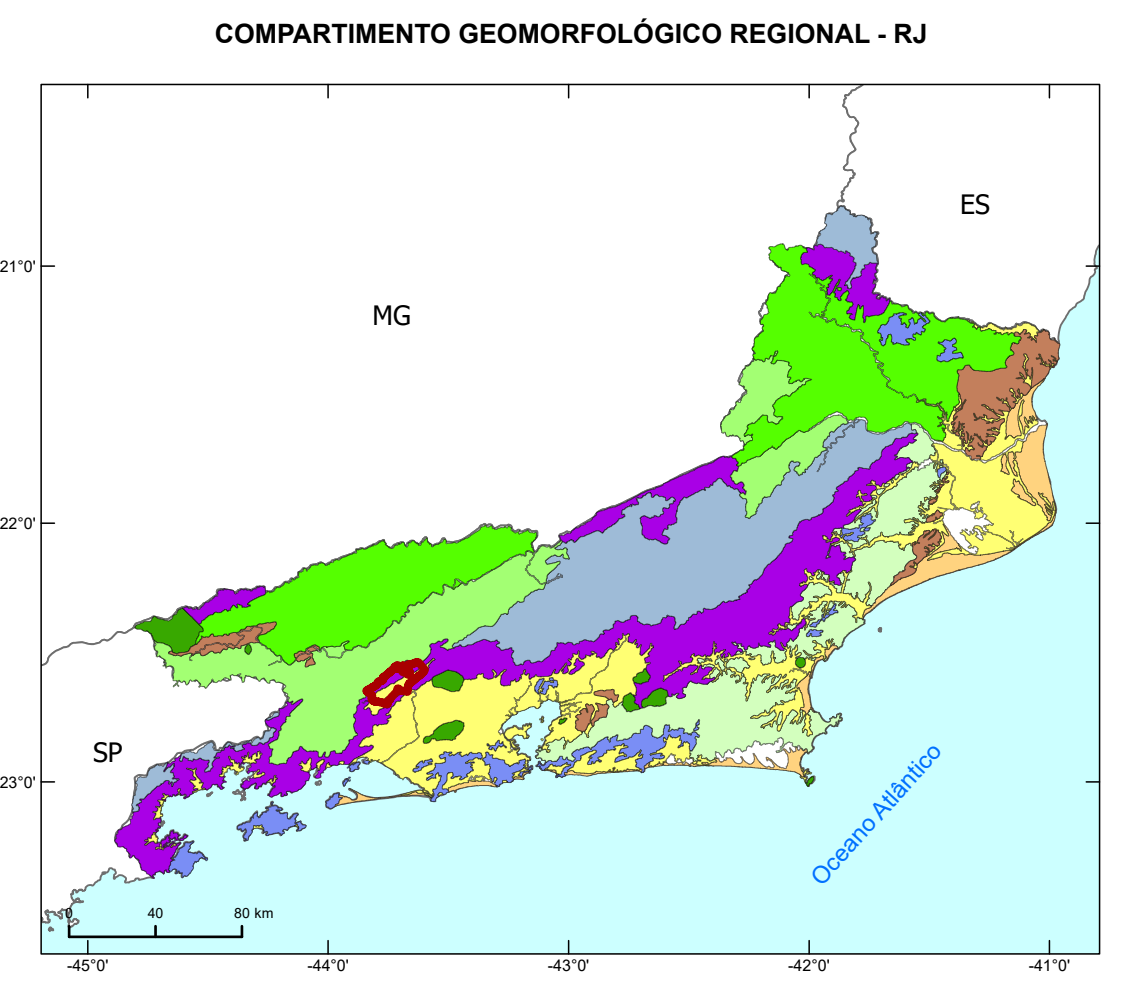 COMPARTIMENTO GEOMORFOLÓGICO REGIONAL - RJ
ES
21°0'
MG
22°0'
SP
23°0'
Oceano Atlântico
0 40 80 km
-45°0' -44°0' -43°0' -42°0' -41°0'